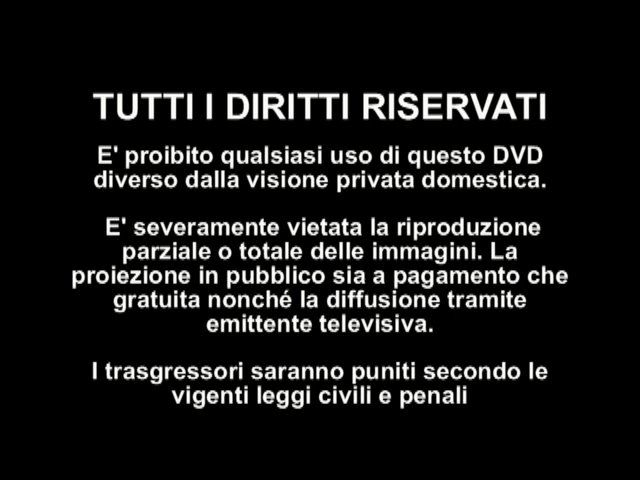 TUTTI I DIRITTI RISERVATI
E' proibito qualsiasi uso di questo DVD
diverso dalla visione privata domestica.
E' severamente vietata la riproduzione
parziale o totale delle immagini. La
proiezione in pubblico sia a pagamento che
gratuita nonché la diffusione tramite
emittente televisiva.
I trasgressori saranno puniti secondo le
vigenti leggi civili e penali